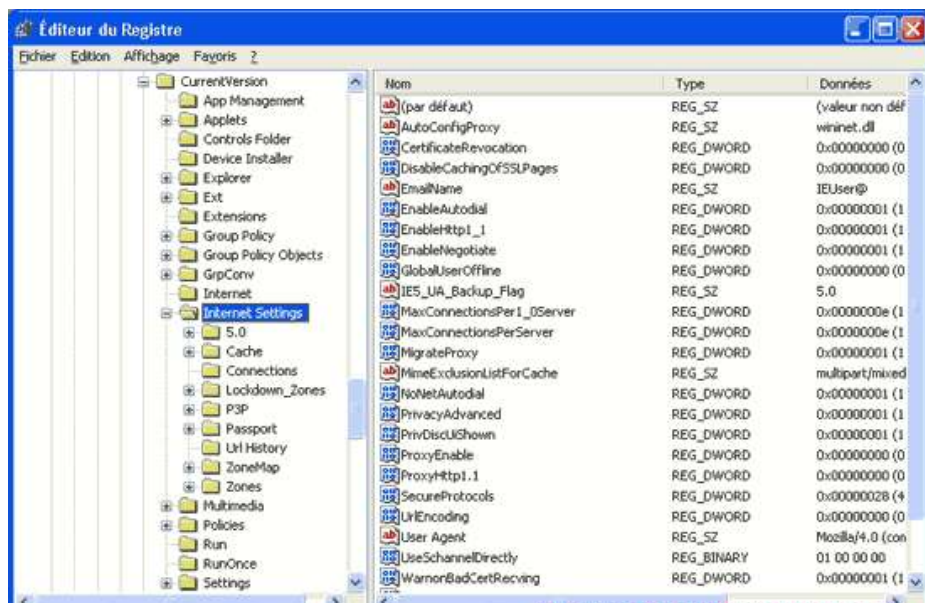 Éditeur du Registre
Fichier Edition Affichage Favoris ?
CurrentVersion
App Management
Applets
Controls Folder
Device Installer
Explorer
Ext
Extensions
Group Policy
Group Policy Objects
GrpConv
Internet
Internet Settings
5.0
Cache
Connections
Lockdown_Zones
P3P
Passport
Url History
ZoneMap
Zones
Multimedia
Policies
Run
RunOnce
Settings
Nom Type Données
(par défaut) REG_SZ (valeur non déf
AutoConfigProxy REG_SZ wininet.dll
CertificateRevocation REG_DWORD 0x00000000 (0
DisableCachingOfSSLPages REG_DWORD 0x00000000 (0
EmailName REG_SZ IEUser@
EnableAutodial REG_DWORD 0x00000001 (1
EnableHttp1_1 REG_DWORD 0x00000001 (1
EnableNegotiate REG_DWORD 0x00000001 (1
GlobalUserOffline REG_DWORD 0x00000000 (0
IE5_UA_Backup_Flag REG_SZ 5.0
MaxConnectionsPer1_0Server REG_DWORD 0x0000000e (1
MaxConnectionsPerServer REG_DWORD 0x0000000e (1
MigrateProxy REG_DWORD 0x00000001 (1
MimeExclusionListForCache REG_SZ multipart/mixed
NoNetAutodial REG_DWORD 0x00000001 (1
PrivacyAdvanced REG_DWORD 0x00000001 (1
PrivDiscUiShown REG_DWORD 0x00000001 (1
ProxyEnable REG_DWORD 0x00000000 (0
ProxyHttp1.1 REG_DWORD 0x00000000 (0
SecureProtocols REG_DWORD 0x00000028 (4
UrlEncoding REG_DWORD 0x00000000 (0
User Agent REG_SZ Mozilla/4.0 (con
UseSchannelDirectly REG_BINARY 01 00 00 00
WarnonBadCertRecving REG_DWORD 0x00000001 (1